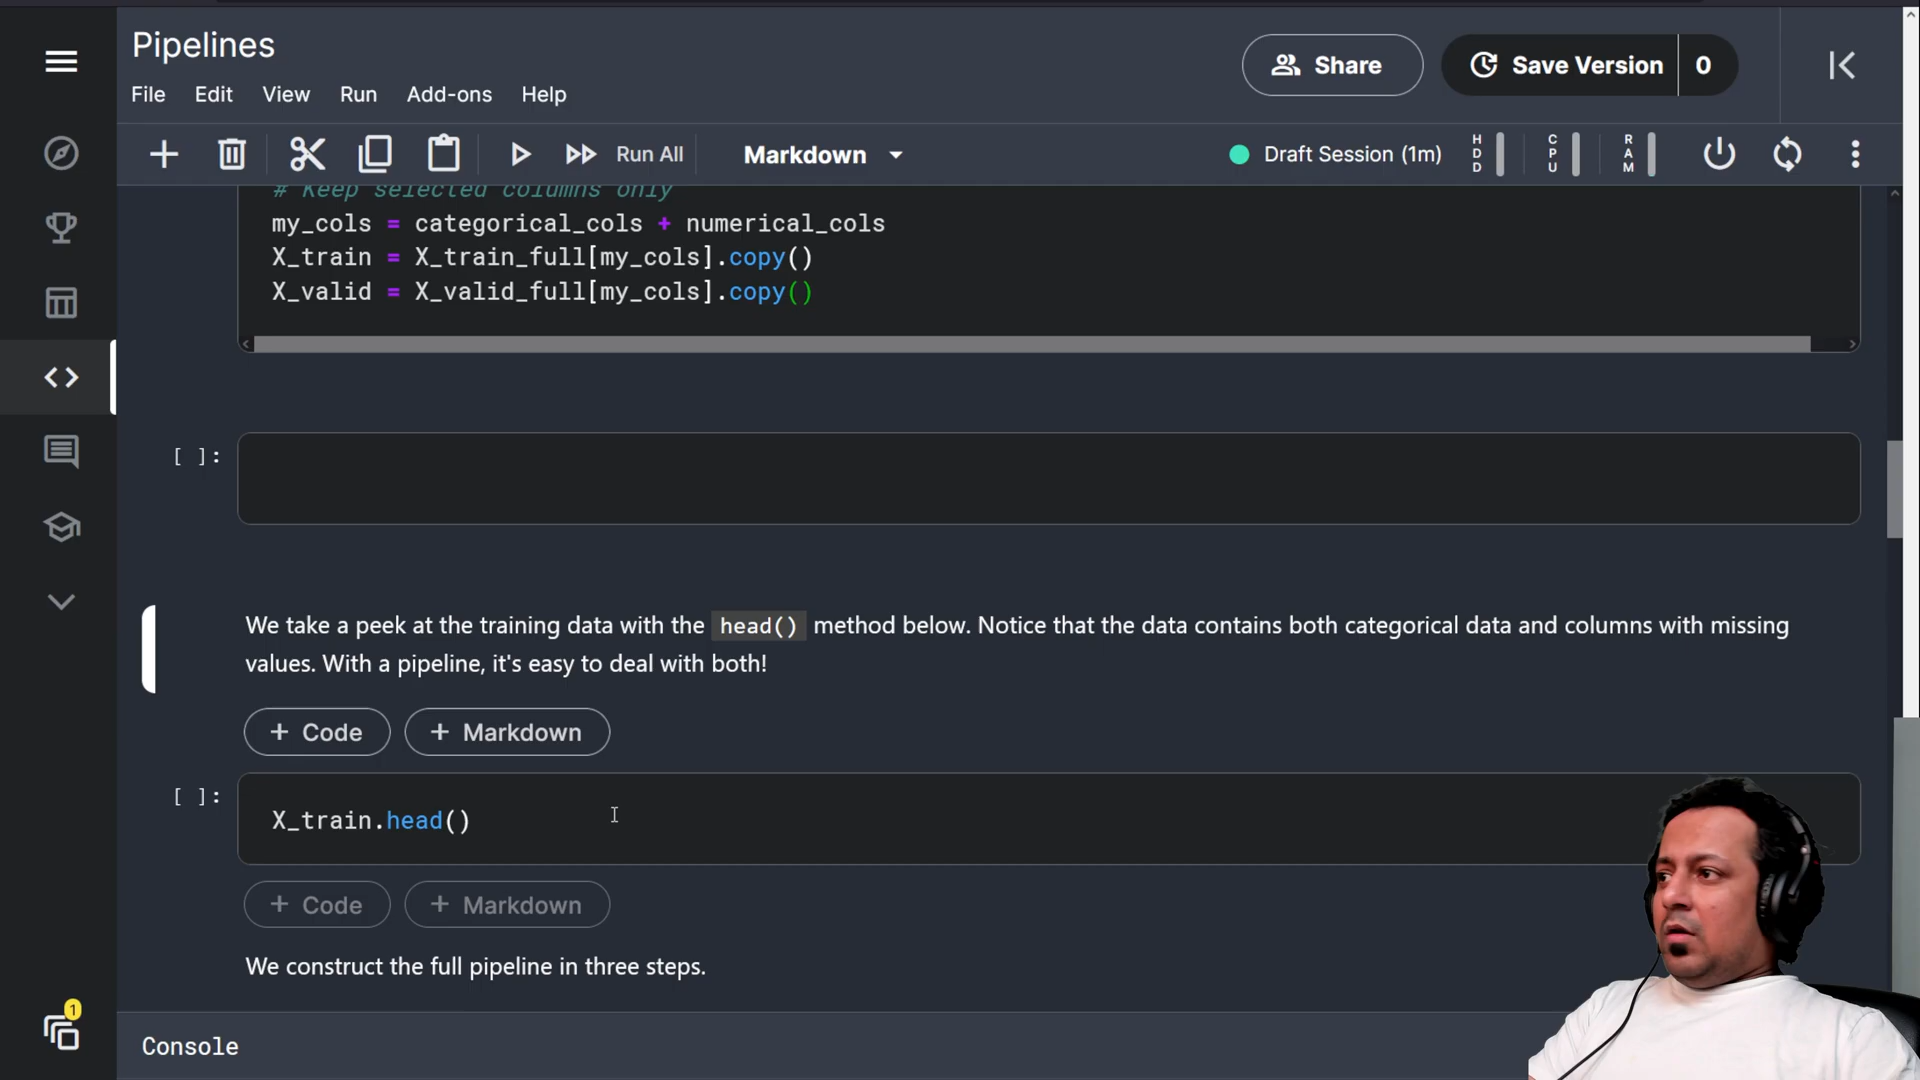 Pipelines
Share
Save Version
0
File
Edit
View
Run
Add-ons
Help
Run All
Markdown
Draft Session (1m)
HDD
CPU
RAM
# Keep selected columns only
my_cols = categorical_cols + numerical_cols
X_train = X_train_full[my_cols].copy()
X_valid = X_valid_full[my_cols].copy()
[ ]:
We take a peek at the training data with the head() method below. Notice that the data contains both categorical data and columns with missing
values. With a pipeline, it's easy to deal with both!
+ Code
+ Markdown
[ ]:
X_train.head()
+ Code
+ Markdown
We construct the full pipeline in three steps.
1
Console